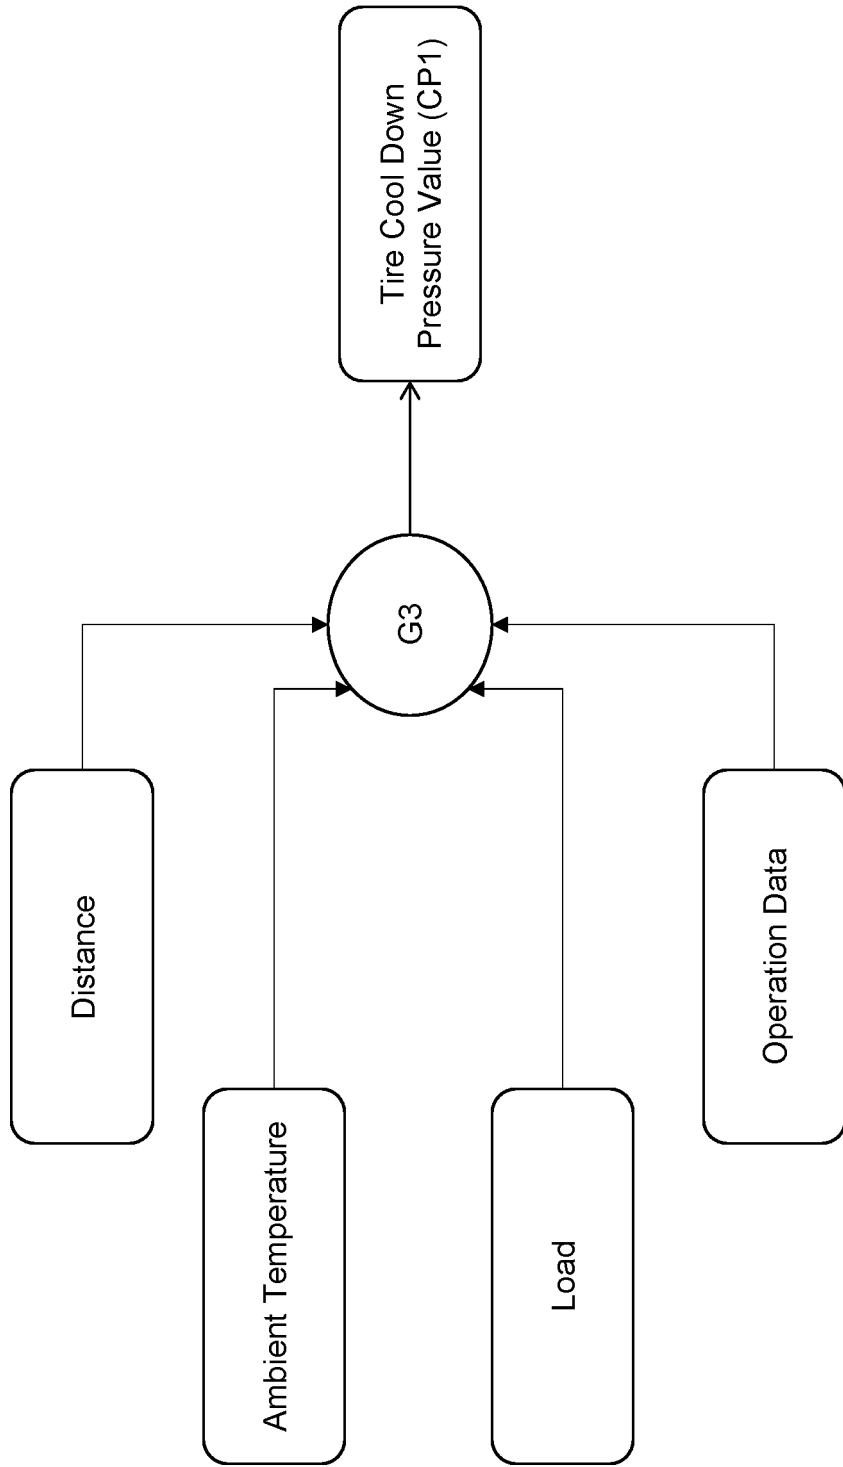 Distance
Ambient Temperature
Load
Operation Data
G3
Tire Cool Down
Pressure Value (CP1)